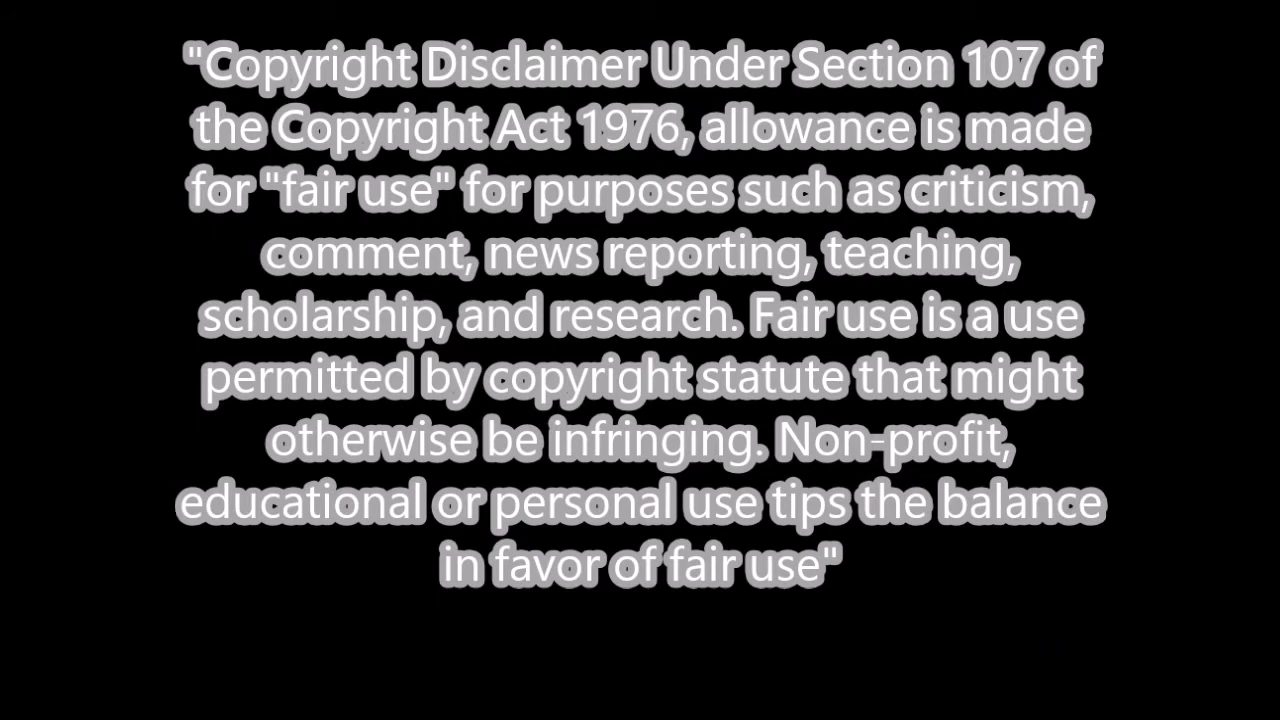 "Copyright Disclaimer Under Section 107 of
the Copyright Act 1976, allowance is made
for "fair use" for purposes such as criticism,
comment, news reporting, teaching,
scholarship, and research. Fair use is a use
permitted by copyright statute that might
otherwise be infringing. Non-profit,
educational or personal use tips the balance
in favor of fair use"